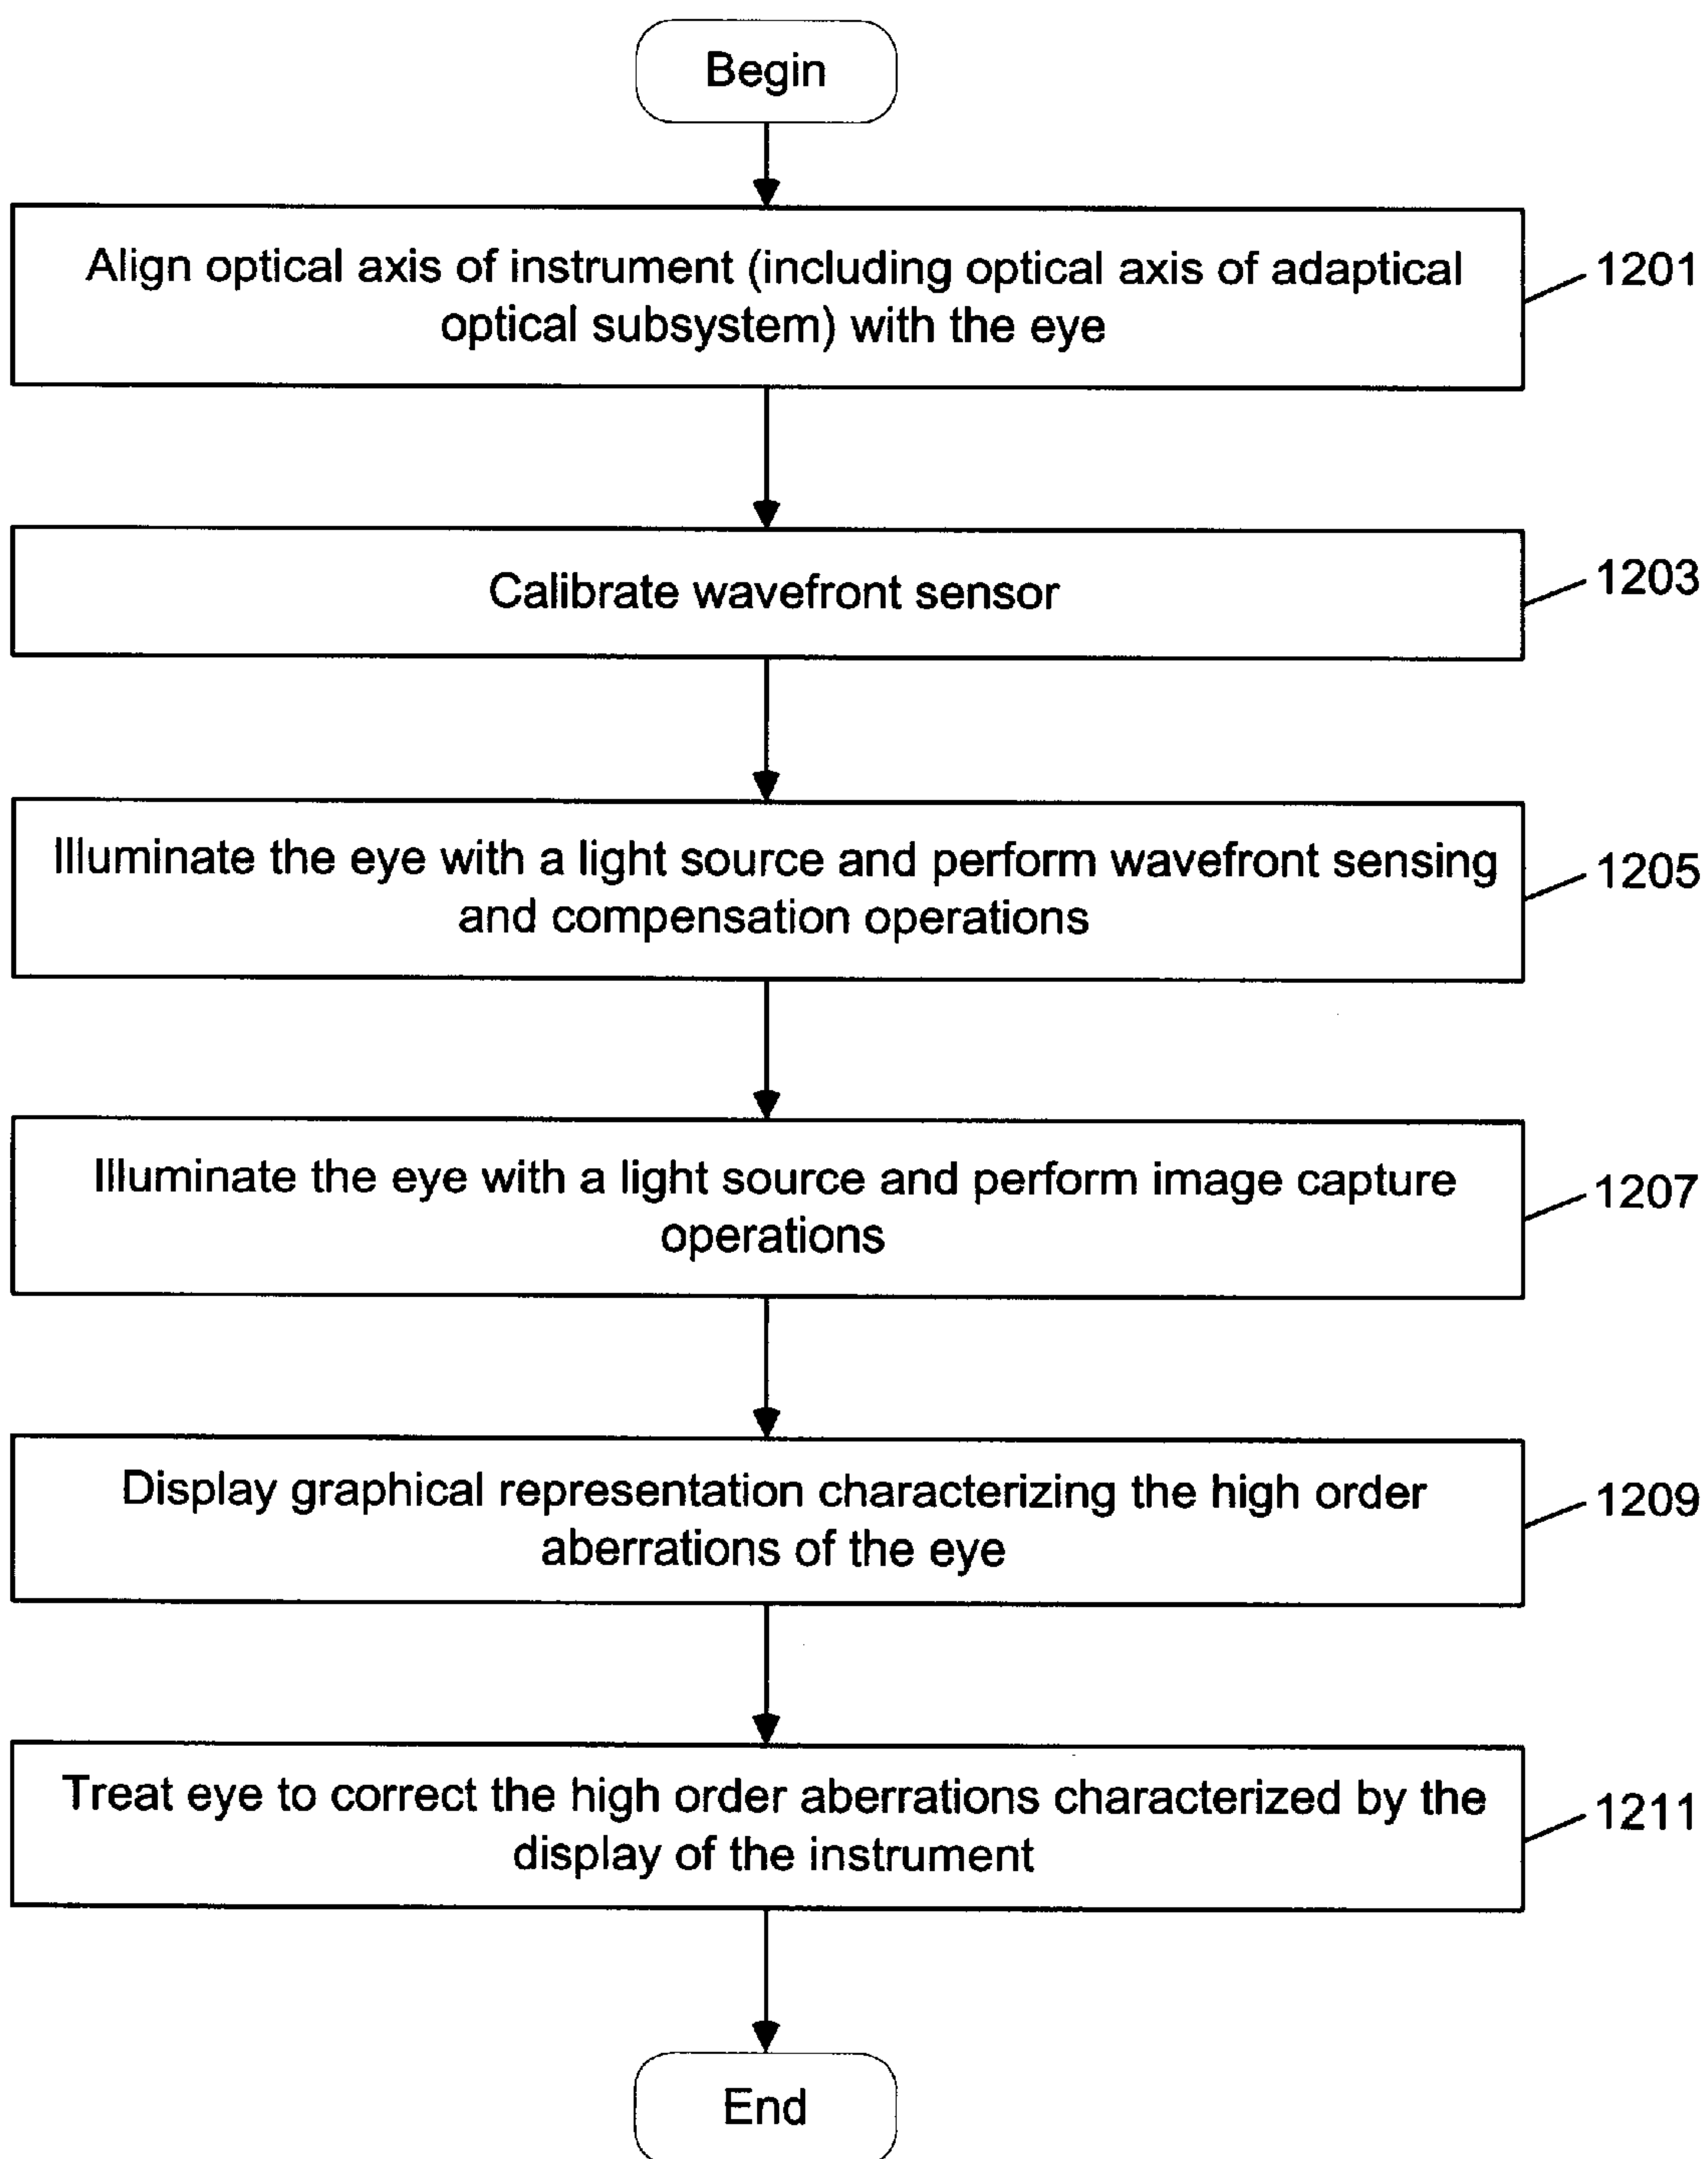 Begin
Align optical axis of instrument (including optical axis of adaptical
optical subsystem) with the eye
1201
Calibrate wavefront sensor
1203
Illuminate the eye with a light source and perform wavefront sensing
and compensation operations
1205
Illuminate the eye with a light source and perform image capture
operations
1207
Display graphical representation characterizing the high order
aberrations of the eye
1209
Treat eye to correct the high order aberrations characterized by the
display of the instrument
1211
End